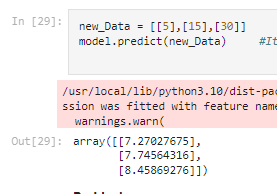 In [29]:
new_Data = [[5],[15],[30]]
model.predict(new_Data) #It
/usr/local/lib/python3.10/dist-pac
ssion was fitted with feature name
warnings.warn(
Out[29]: array([[7.27027675],
[7.74564316],
[8.45869276]])